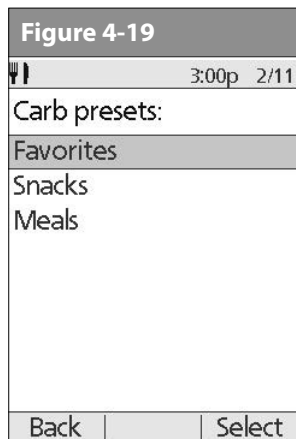 Figure 4-19
3:00p 2/11
Carb presets:
Favorites
Snacks
Meals
Back Select